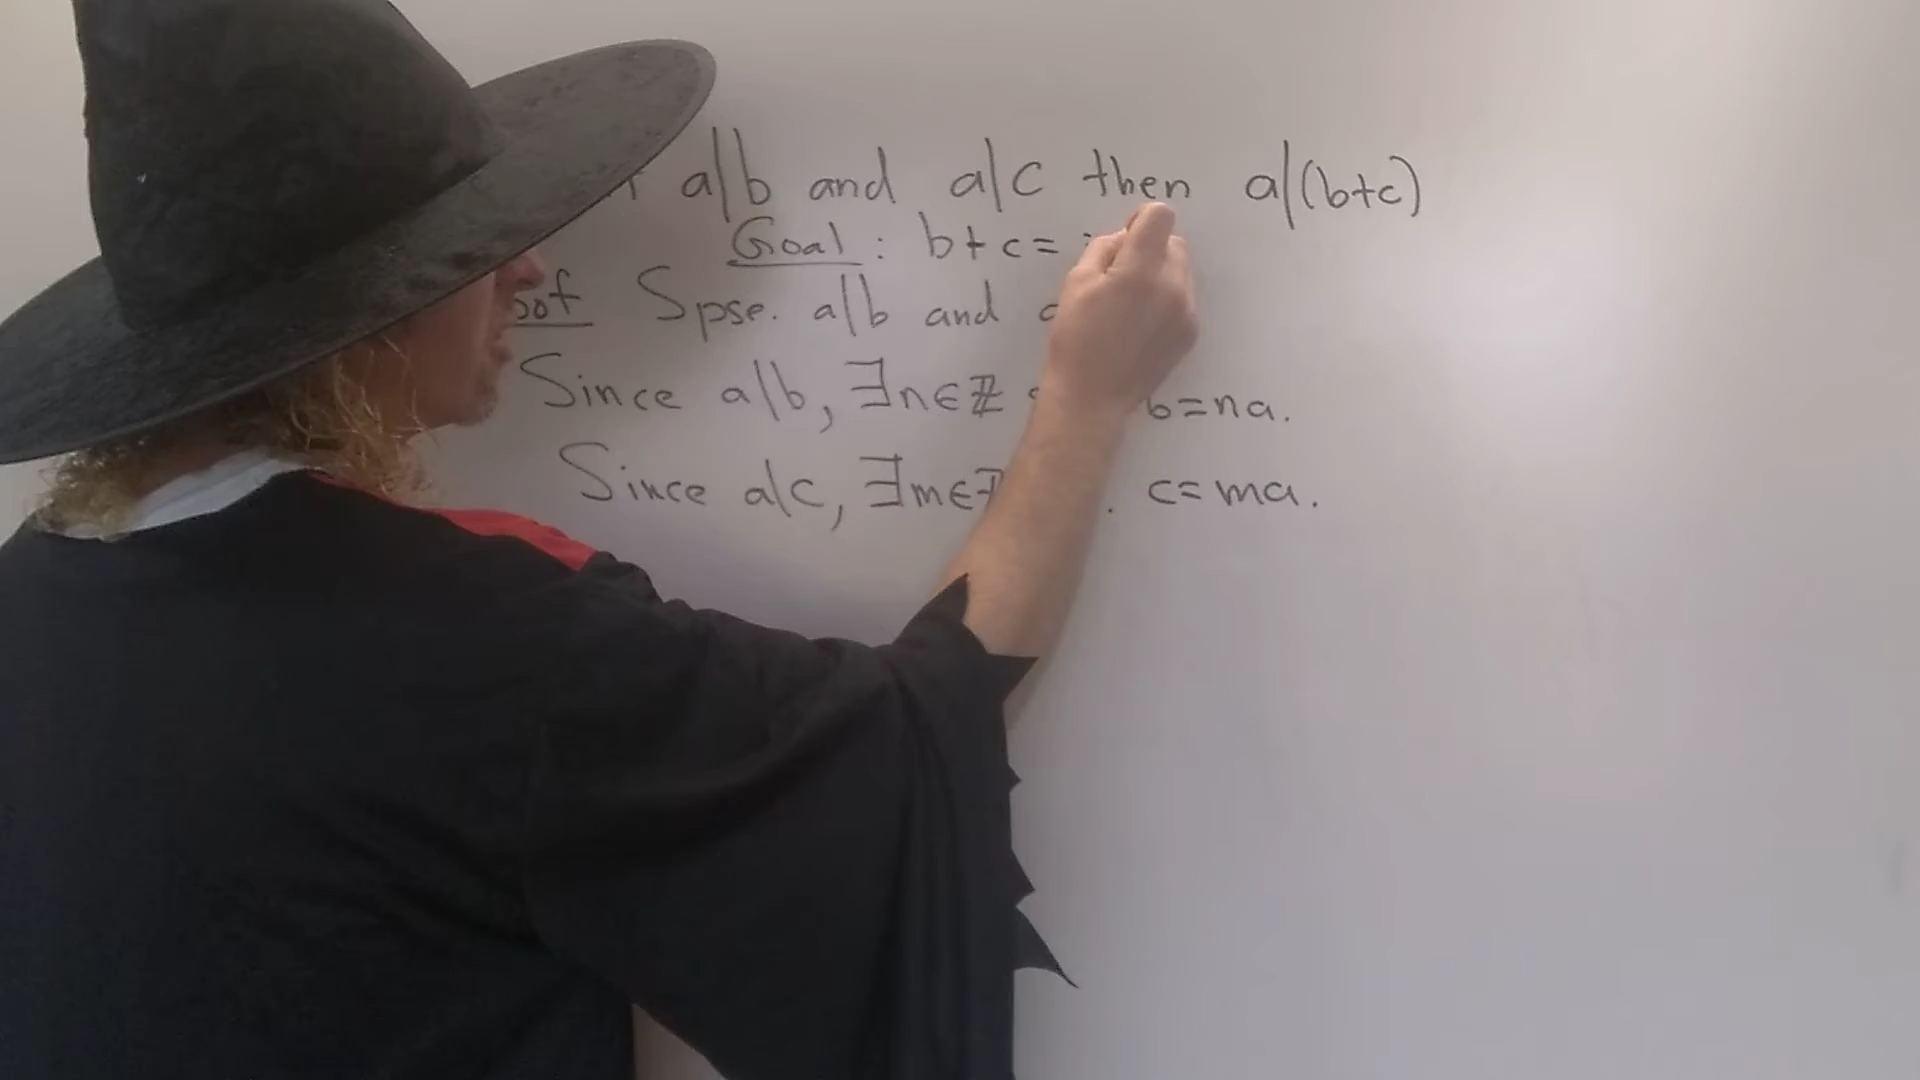 a|b and a|c then a|(b+c)
Goal: b+c=
Spse. a|b and
Since a|b, ∃n∈ℤ b=na.
Since a|c, ∃m∈ℤ . c=ma.